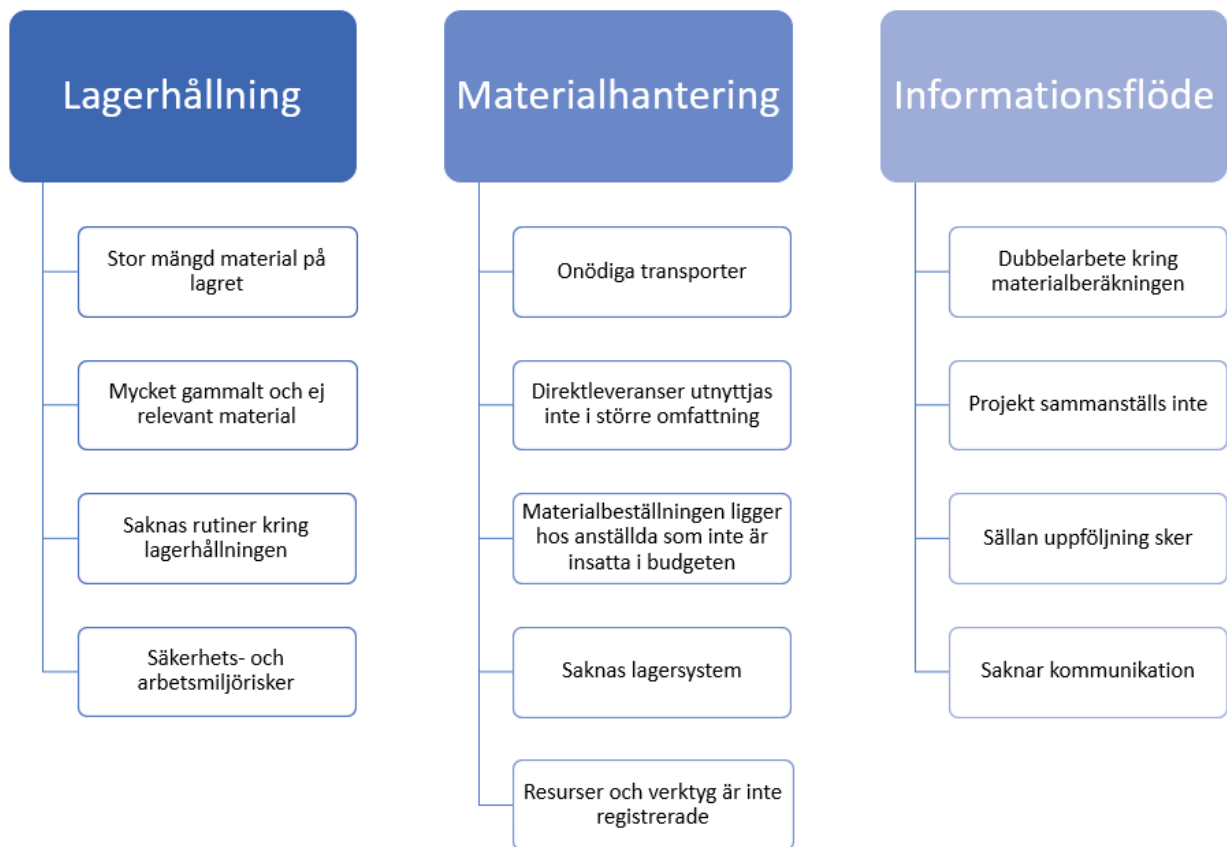 Lagerhållning
Stor mängd material på
lagret
Mycket gammalt och ej
relevant material
Saknas rutiner kring
lagerhållningen
Säkerhets- och
arbetsmiljörisker
Materialhantering
Onödiga transporter
Direktleveranser utnyttjas
inte i större omfattning
Materialbeställningen ligger
hos anställda som inte är
insatta i budgeten
Saknas lagersystem
Resurser och verktyg är inte
registrerade
Informationsflöde
Dubbelarbete kring
materialberäkningen
Projekt sammanställs inte
Sällan uppföljning sker
Saknar kommunikation